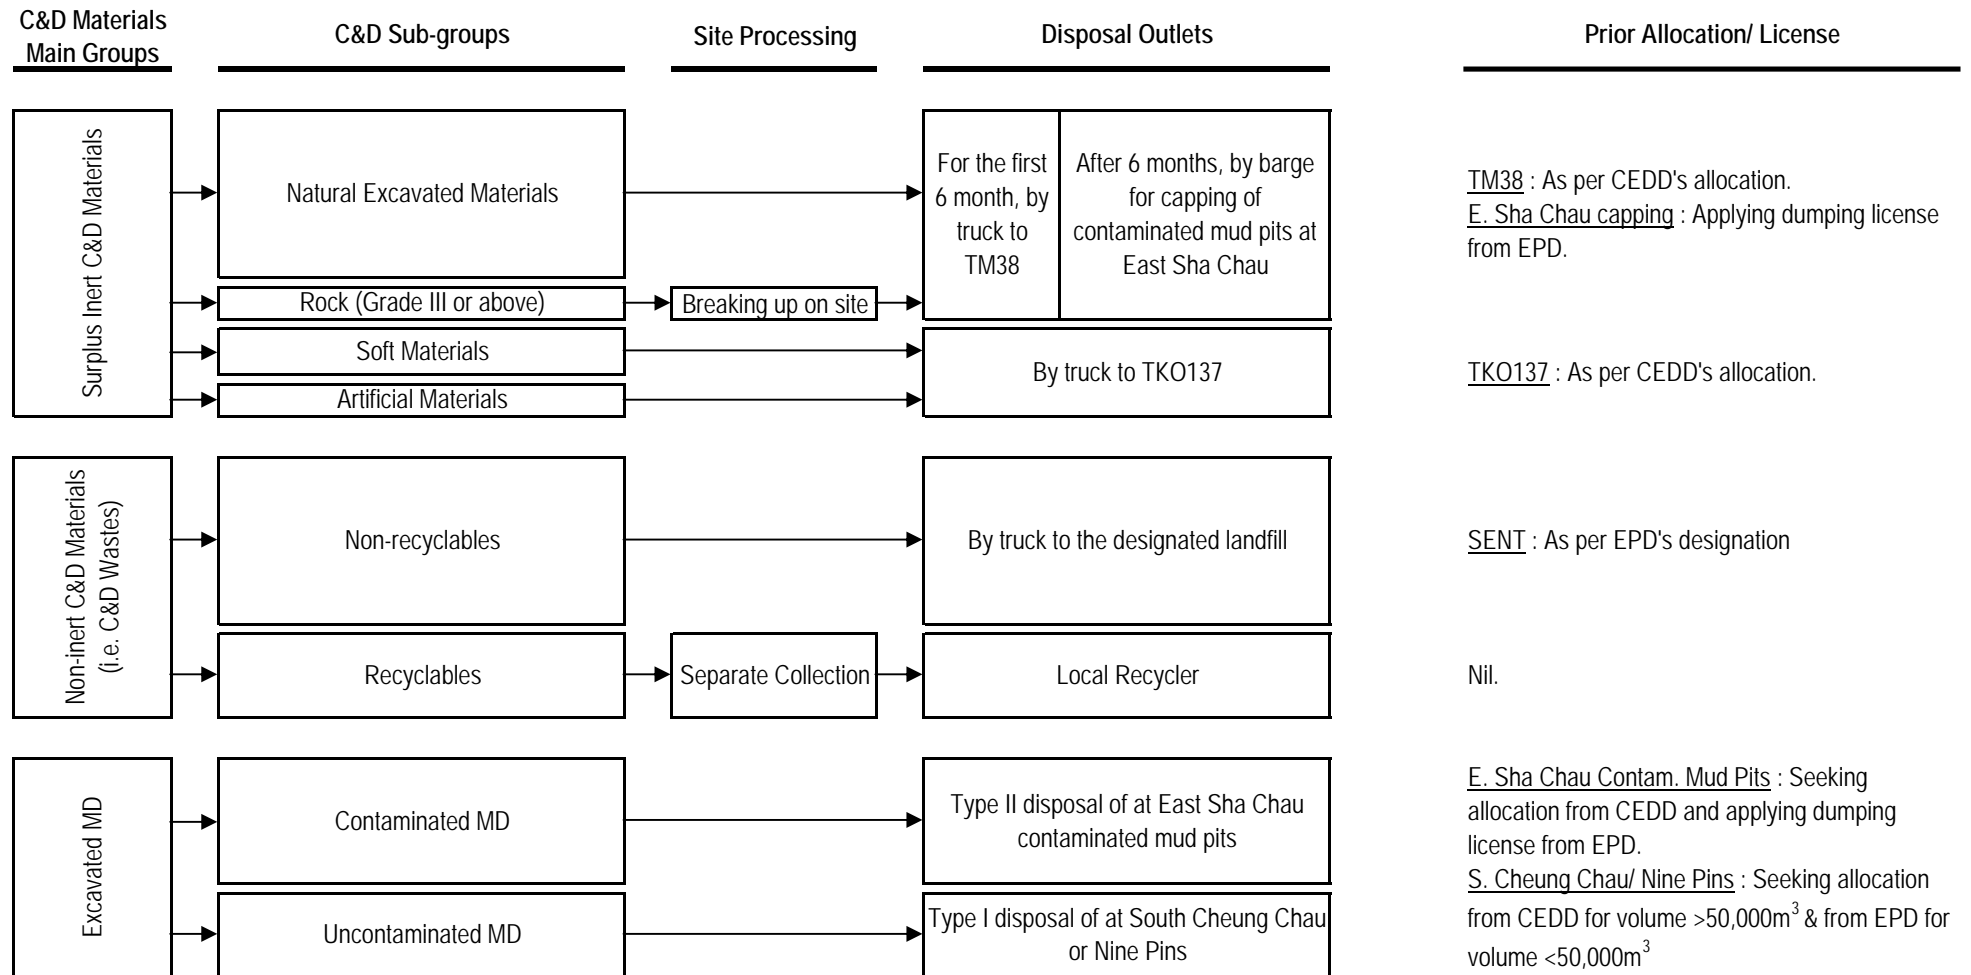 C&D Materials
Main Groups
C&D Sub-groups
Site Processing
Disposal Outlets
Prior Allocation/ License
Surplus Inert C&D Materials
Natural Excavated Materials
For the first
6 month, by
truck to
TM38
After 6 months, by barge
for capping of
contaminated mud pits at
East Sha Chau
TM38 : As per CEDD's allocation.
E. Sha Chau capping : Applying dumping license
from EPD.
Rock (Grade III or above)
Breaking up on site
Soft Materials
Artificial Materials
By truck to TKO137
TKO137 : As per CEDD's allocation.
Non-inert C&D Materials
(i.e. C&D Wastes)
Non-recyclables
By truck to the designated landfill
SENT : As per EPD's designation
Recyclables
Separate Collection
Local Recycler
Nil.
Excavated MD
Contaminated MD
Type II disposal of at East Sha Chau
contaminated mud pits
E. Sha Chau Contam. Mud Pits : Seeking
allocation from CEDD and applying dumping
license from EPD.
Uncontaminated MD
Type I disposal of at South Cheung Chau
or Nine Pins
S. Cheung Chau/ Nine Pins : Seeking allocation
from CEDD for volume >50,000m³ & from EPD for
volume <50,000m³